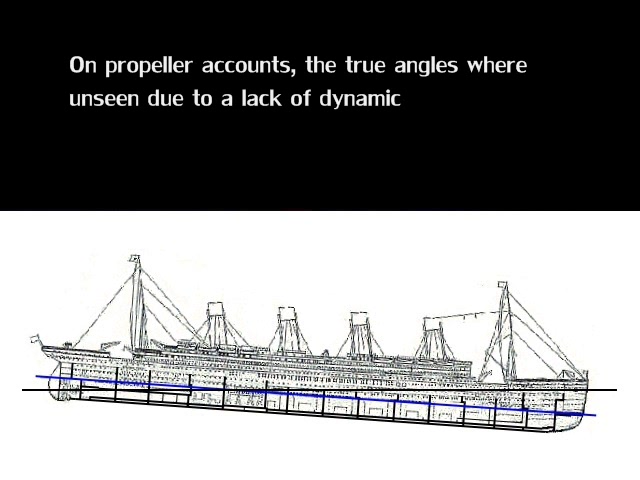 On propeller accounts, the true angles where
unseen due to a lack of dynamic